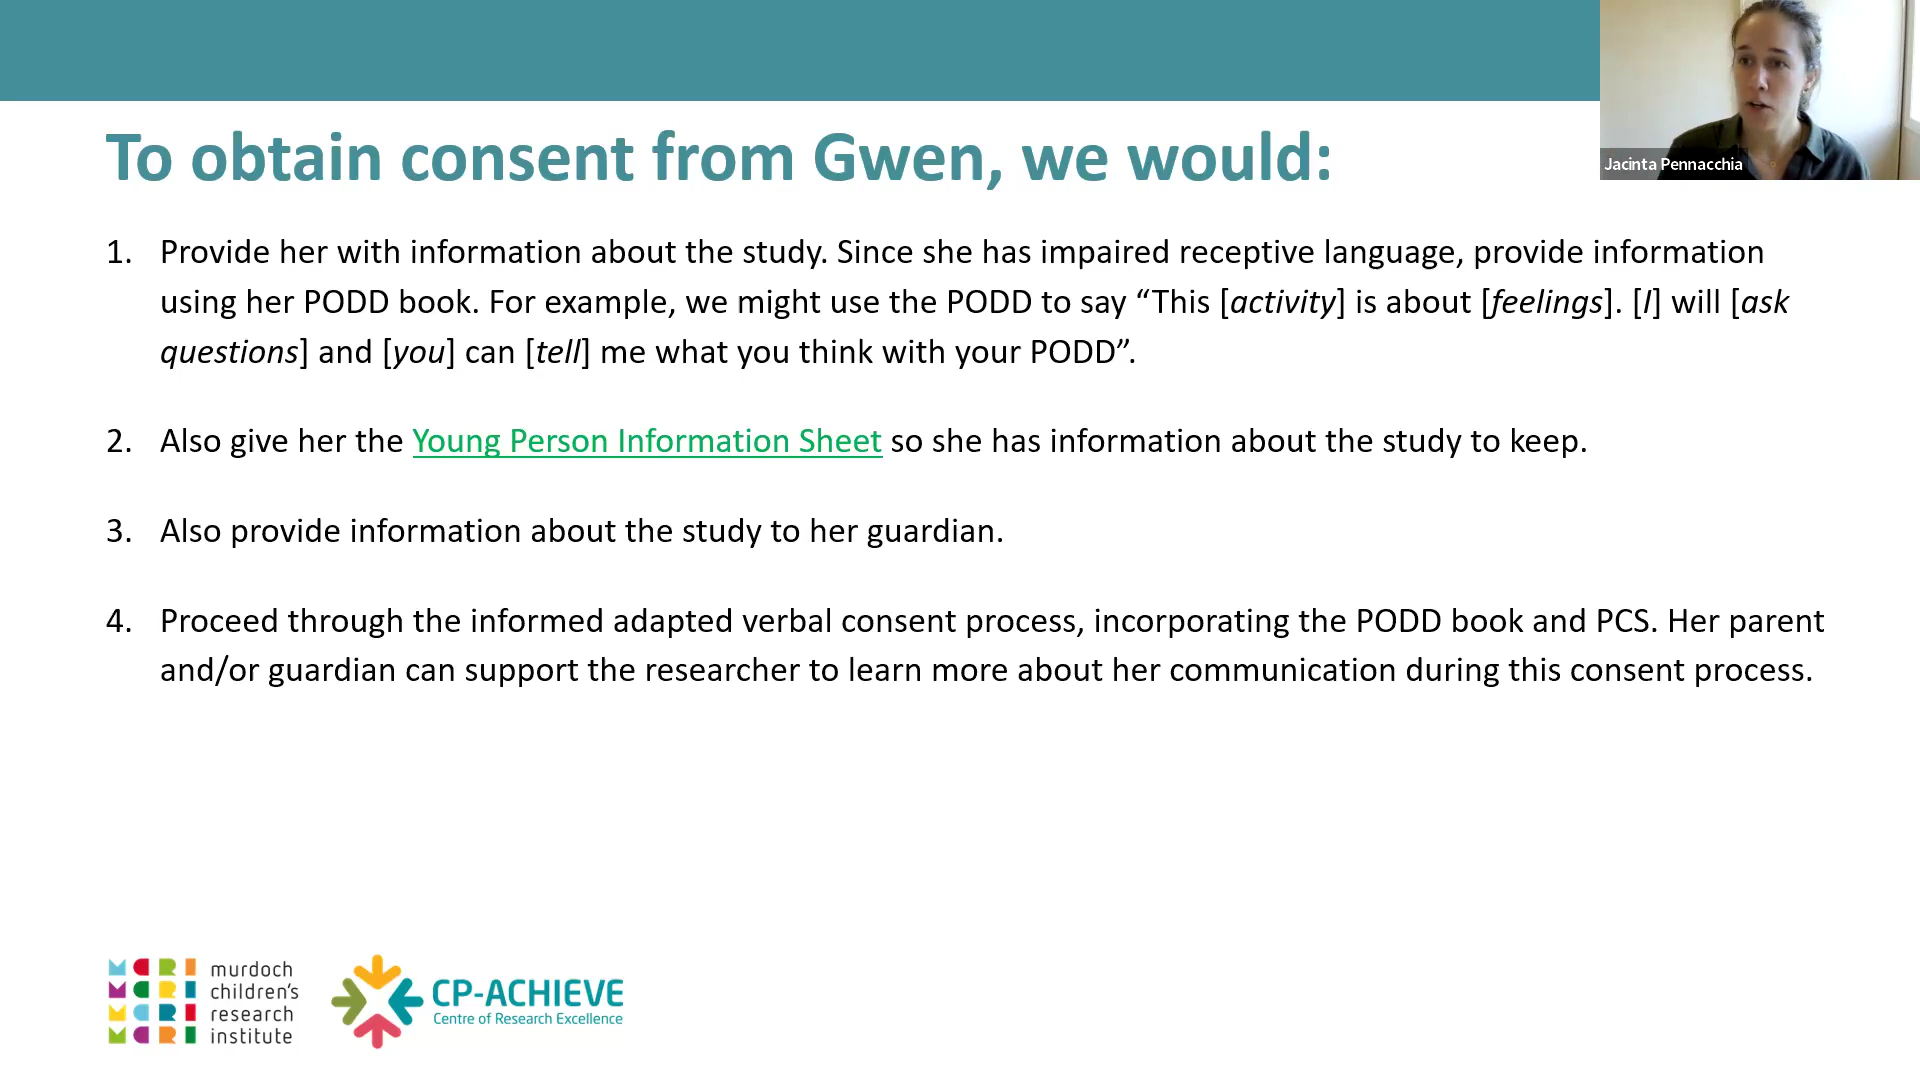 Jacinta Pennacchia
To obtain consent from Gwen, we would:
1. Provide her with information about the study. Since she has impaired receptive language, provide information
using her PODD book. For example, we might use the PODD to say “This [activity] is about [feelings]. [I] will [ask
questions] and [you] can [tell] me what you think with your PODD”.
2. Also give her the Young Person Information Sheet so she has information about the study to keep.
3. Also provide information about the study to her guardian.
4. Proceed through the informed adapted verbal consent process, incorporating the PODD book and PCS. Her parent
and/or guardian can support the researcher to learn more about her communication during this consent process.
MCRI murdoch
MCRI children's
MCRI research
MCRI institute
CP-ACHIEVE
Centre of Research Excellence